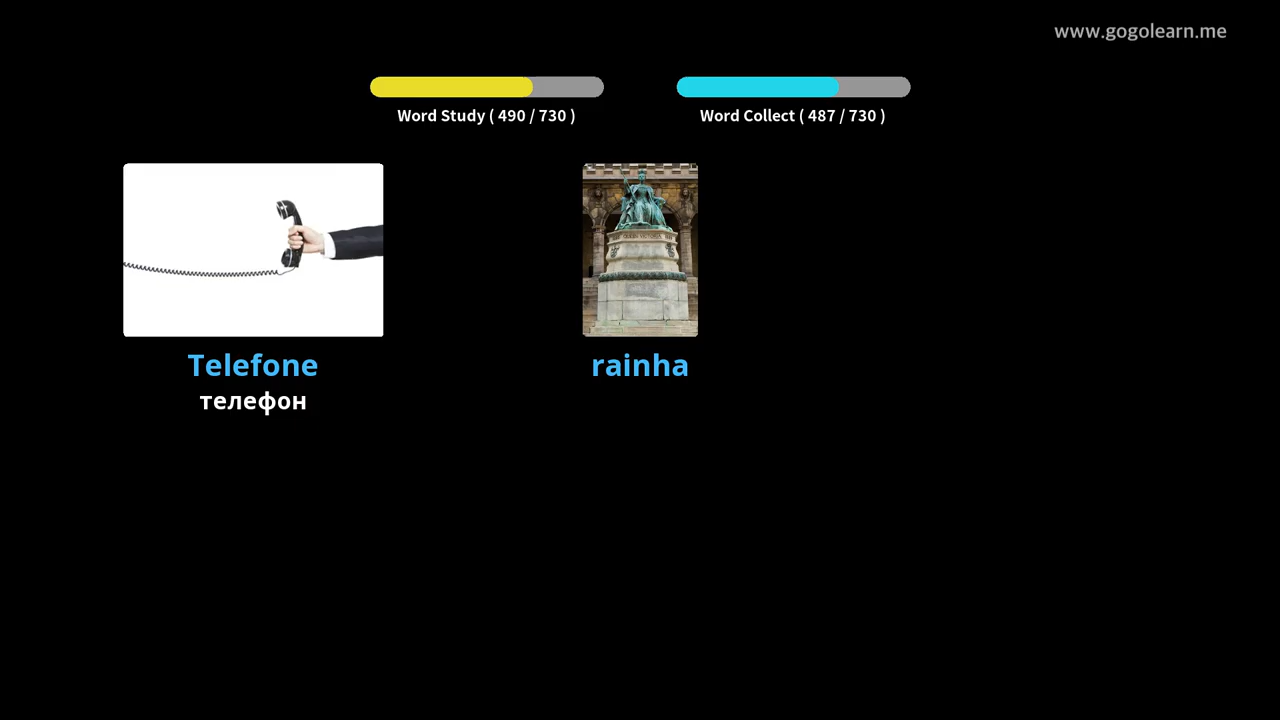 www.gogolearn.me
Word Study ( 490 / 730 )
Word Collect ( 487 / 730 )
Telefone
телефон
rainha